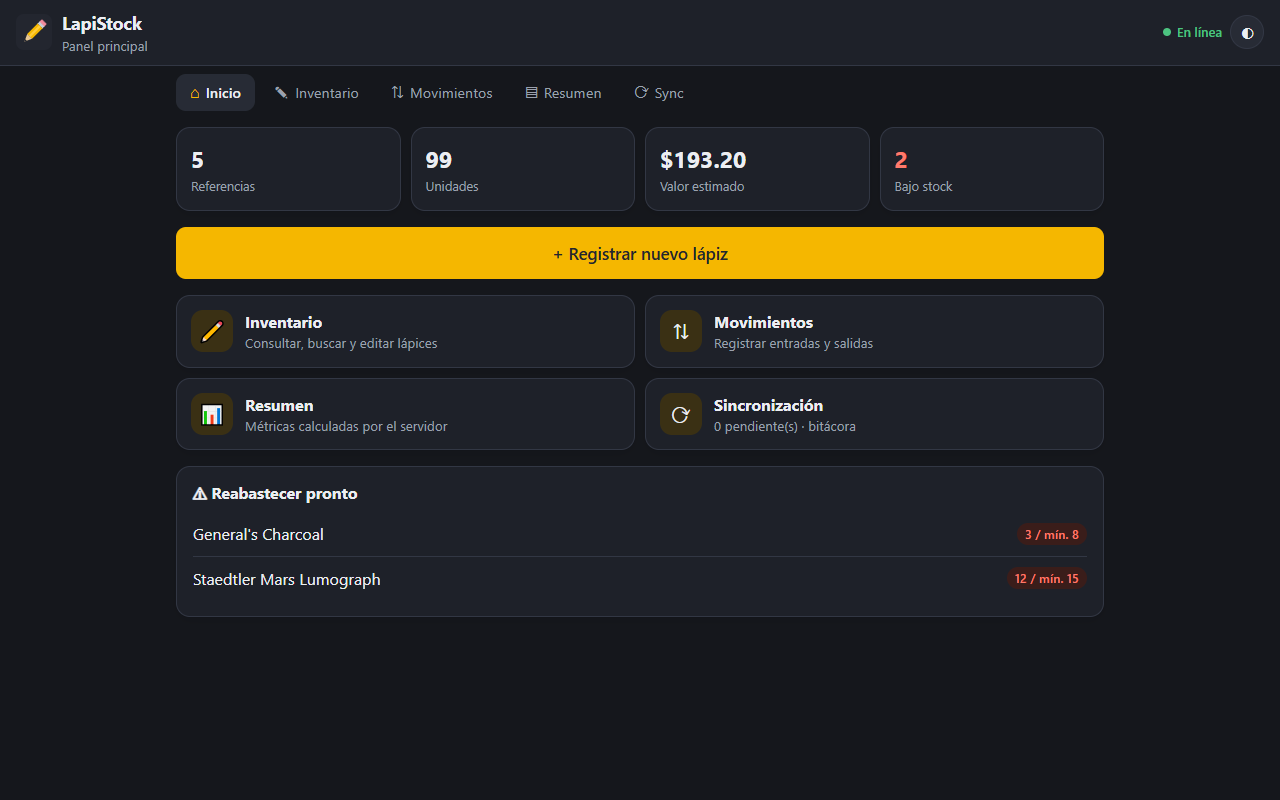 LapiStock
Panel principal
En línea
Inicio
Inventario
Movimientos
Resumen
Sync
5
Referencias
99
Unidades
$193.20
Valor estimado
2
Bajo stock
+ Registrar nuevo lápiz
Inventario
Consultar, buscar y editar lápices
Movimientos
Registrar entradas y salidas
Resumen
Métricas calculadas por el servidor
Sincronización
0 pendiente(s) · bitácora
⚠ Reabastecer pronto
General's Charcoal
3 / mín. 8
Staedtler Mars Lumograph
12 / mín. 15